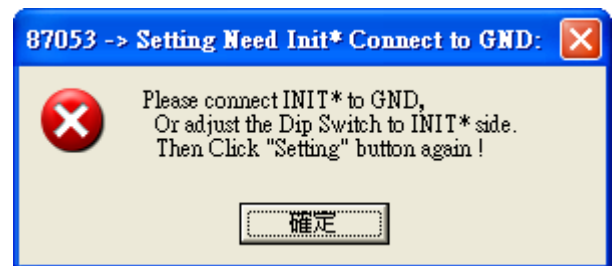 87053 -> Setting Need Init* Connect to GND:
Please connect INIT* to GND,
Or adjust the Dip Switch to INIT* side.
Then Click "Setting" button again !
確定